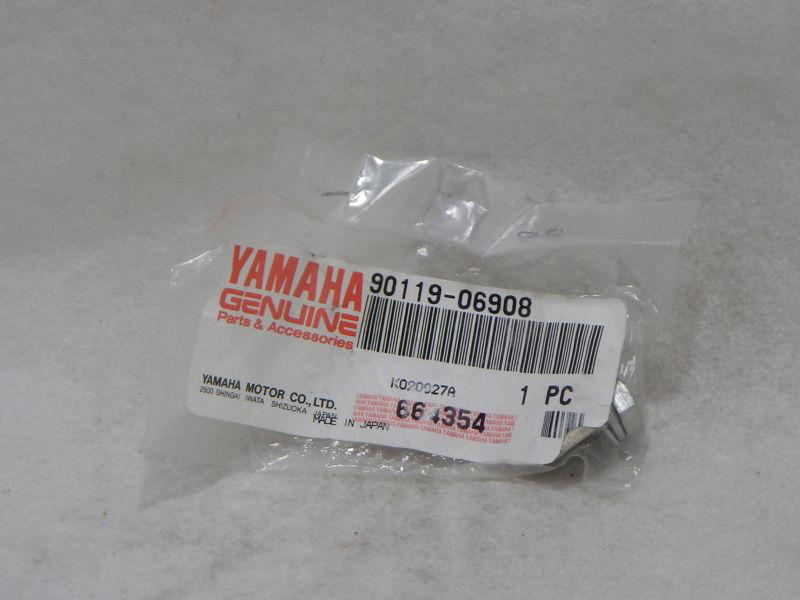 YAMAHA
GENUINE
Parts & Accessories
90119-06908
K020927A
1 PC
YAMAHA MOTOR CO., LTD.
2500 SHINGAI IWATA SHIZUOKA JAPAN
MADE IN JAPAN
664354